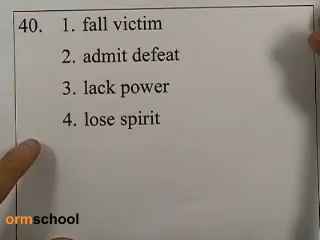 40. 1. fall victim
2. admit defeat
3. lack power
4. lose spirit
ormschool